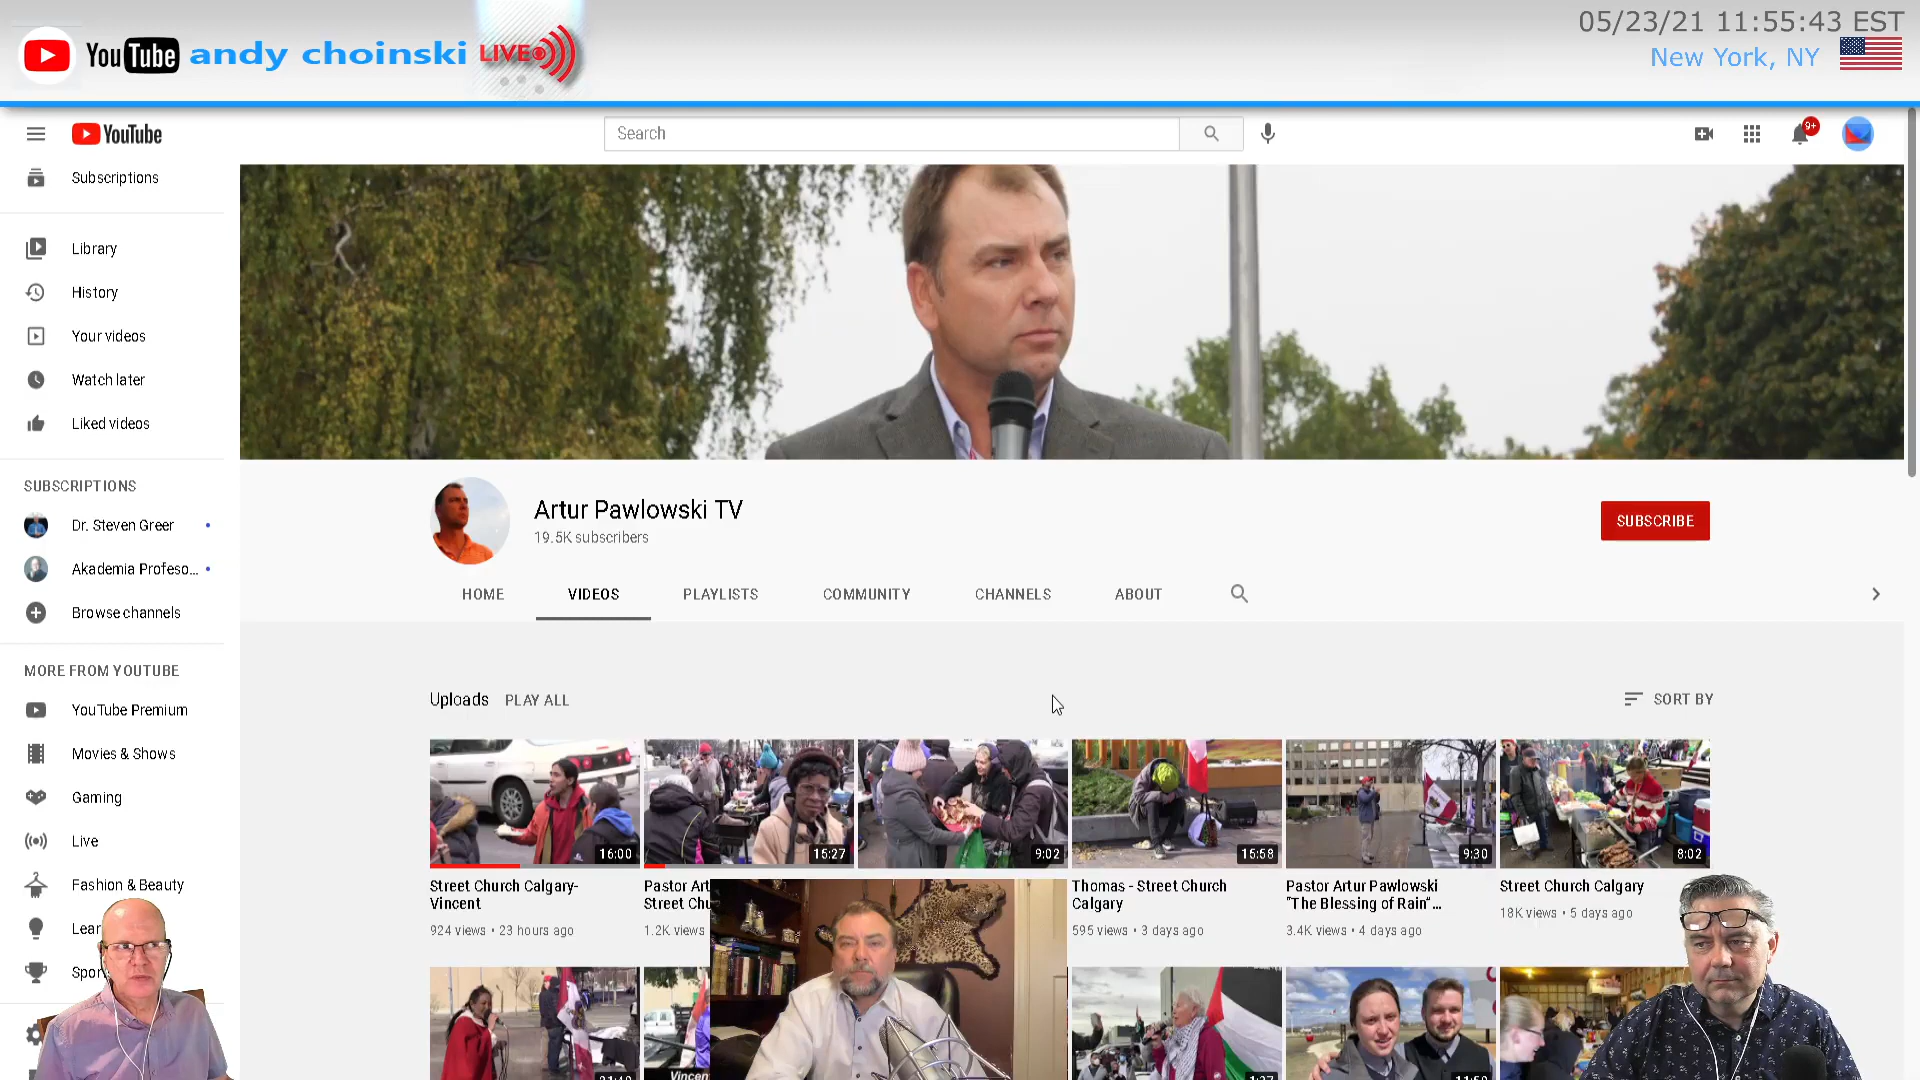 YouTube andy choinski LIVE
05/23/21 11:55:43 EST
New York, NY
YouTube
Search
9+
Subscriptions
Library
History
Your videos
Watch later
Liked videos
SUBSCRIPTIONS
Dr. Steven Greer
Akademia Profeso...
Browse channels
MORE FROM YOUTUBE
YouTube Premium
Movies & Shows
Gaming
Live
Fashion & Beauty
Lear
Spor
Artur Pawlowski TV
19.5K subscribers
SUBSCRIBE
HOME VIDEOS PLAYLISTS COMMUNITY CHANNELS ABOUT
Uploads PLAY ALL
SORT BY
16:00
15:27
9:02
15:58
9:30
8:02
Street Church Calgary-
Vincent
924 views • 23 hours ago
Pastor Art
Street Chu
1.2K views
Thomas - Street Church
Calgary
595 views • 3 days ago
Pastor Artur Pawlowski
"The Blessing of Rain"...
3.4K views • 4 days ago
Street Church Calgary
18K views • 5 days ago
Vincent